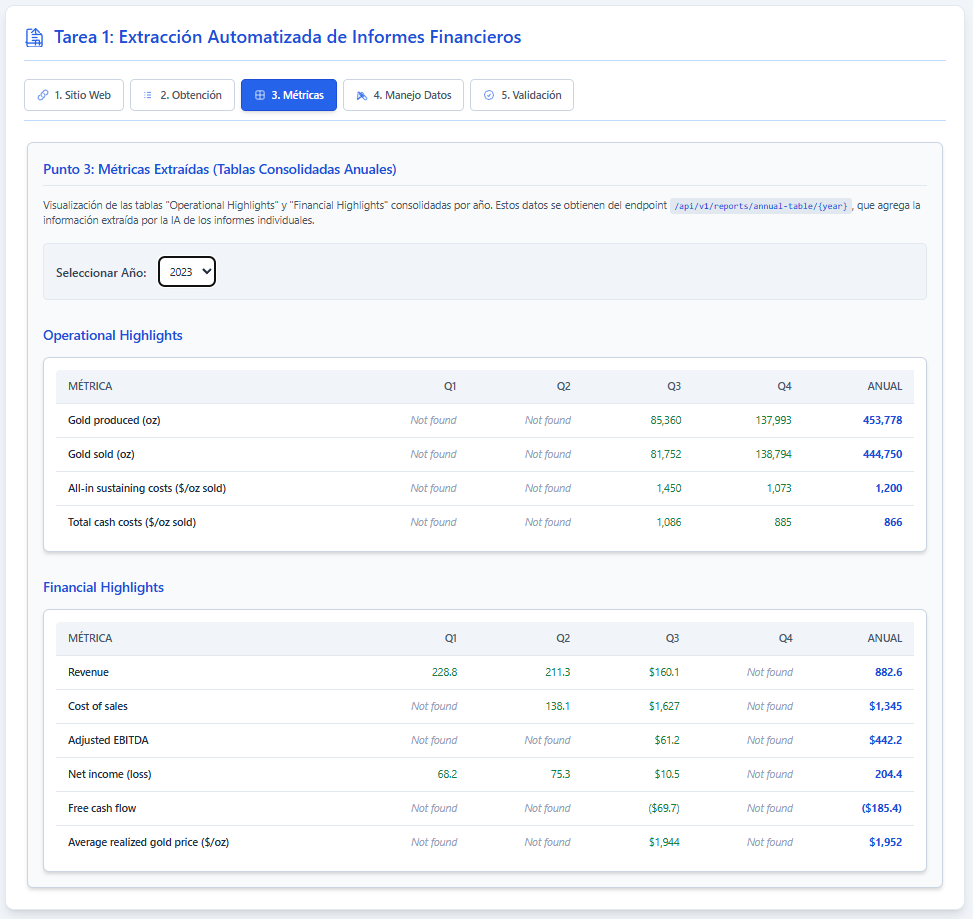 Tarea 1: Extracción Automatizada de Informes Financieros
1. Sitio Web 2. Obtención 3. Métricas 4. Manejo Datos 5. Validación
Punto 3: Métricas Extraídas (Tablas Consolidadas Anuales)
Visualización de las tablas "Operational Highlights" y "Financial Highlights" consolidadas por año. Estos datos se obtienen del endpoint /api/v1/reports/annual-table/{year}, que agrega la
información extraída por la IA de los informes individuales.
Seleccionar Año: 2023
Operational Highlights
MÉTRICA Q1 Q2 Q3 Q4 ANUAL
Gold produced (oz) Not found Not found 85,360 137,993 453,778
Gold sold (oz) Not found Not found 81,752 138,794 444,750
All-in sustaining costs ($/oz sold) Not found Not found 1,450 1,073 1,200
Total cash costs ($/oz sold) Not found Not found 1,086 885 866
Financial Highlights
MÉTRICA Q1 Q2 Q3 Q4 ANUAL
Revenue 228.8 211.3 $160.1 Not found 882.6
Cost of sales Not found 138.1 $1,627 Not found $1,345
Adjusted EBITDA Not found Not found $61.2 Not found $442.2
Net income (loss) 68.2 75.3 $10.5 Not found 204.4
Free cash flow Not found Not found ($69.7) Not found ($185.4)
Average realized gold price ($/oz) Not found Not found $1,944 Not found $1,952